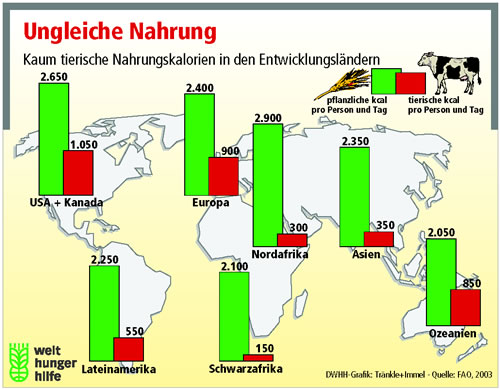 Ungleiche Nahrung
Kaum tierische Nahrungskalorien in den Entwicklungsländern
pflanzliche kcal
pro Person und Tag
tierische kcal
pro Person und Tag
2.650
1.050
USA + Kanada
2.400
900
Europa
2.900
300
Nordafrika
2.350
350
Asien
2.050
850
Ozeanien
2.250
550
Lateinamerika
2.100
150
Schwarzafrika
welt
hunger
hilfe
DWHH-Grafik: Tränkle+Immel - Quelle: FAO, 2003